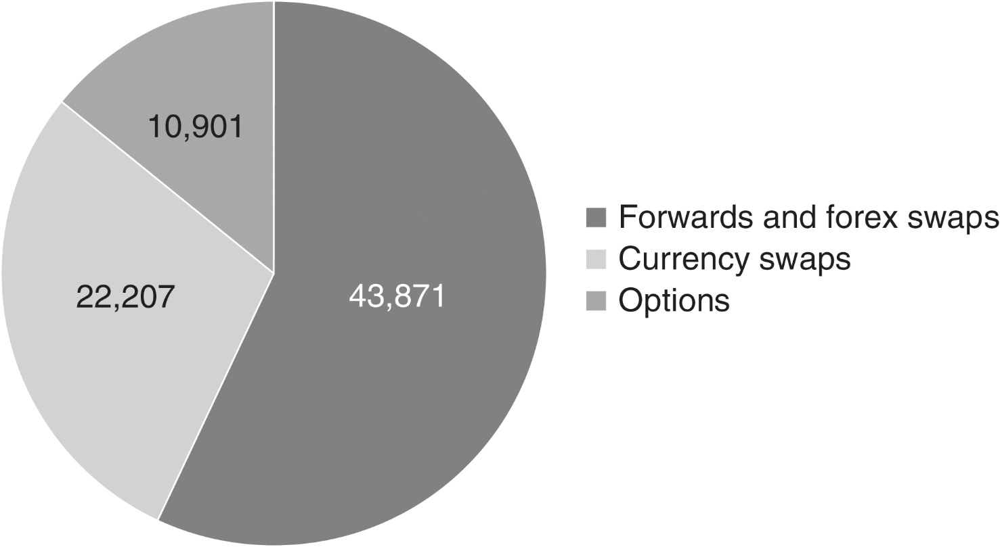 10,901
22,207
43,871
Forwards and forex swaps
Currency swaps
Options